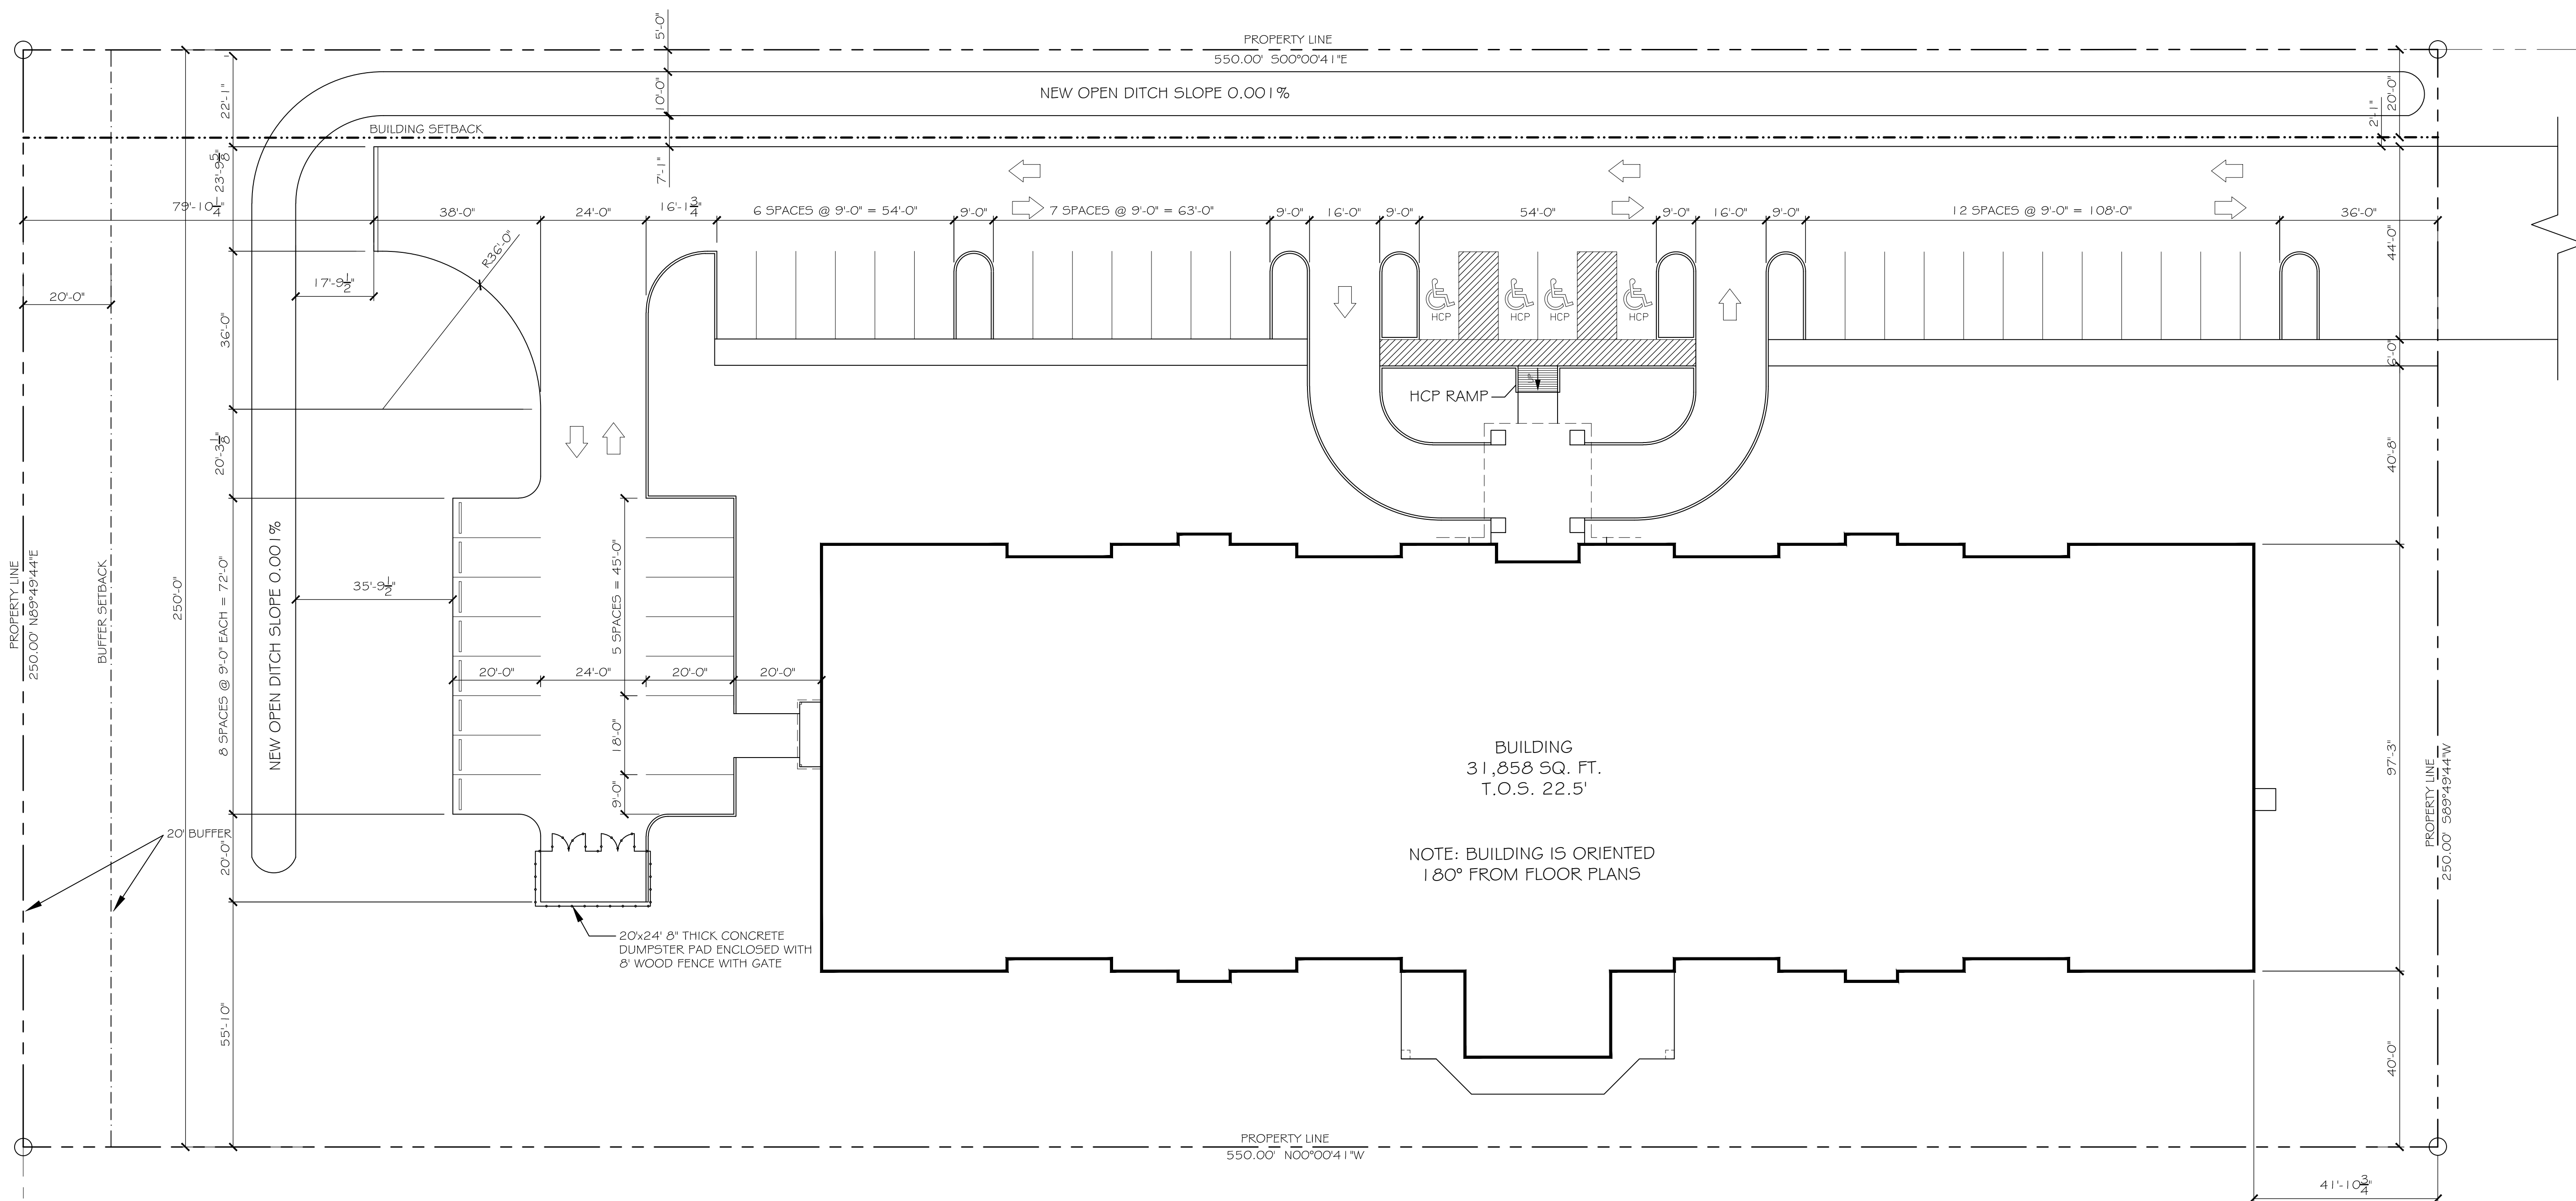 PROPERTY LINE
550.00' S00°00'41"E
5'-0"
10'-0"
7'-1"
NEW OPEN DITCH SLOPE 0.001%
BUILDING SETBACK
22'-1"
23'-9 5/8"
20'-0"
2'-1"
79'-10 1/4"
38'-0"
24'-0"
16'-1 3/4"
6 SPACES @ 9'-0" = 54'-0"
9'-0"
7 SPACES @ 9'-0" = 63'-0"
9'-0"
16'-0"
9'-0"
54'-0"
9'-0"
16'-0"
9'-0"
12 SPACES @ 9'-0" = 108'-0"
36'-0"
R36'-0"
17'-9 1/2"
20'-0"
36'-0"
20'-3 1/8"
44'-0"
6'-0"
40'-8"
HCP
HCP
HCP
HCP
UP
HCP RAMP
PROPERTY LINE
250.00' N89°49'44"E
BUFFER SETBACK
250'-0"
8 SPACES @ 9'-0" EACH = 72'-0"
NEW OPEN DITCH SLOPE 0.001%
35'-9 1/2"
5 SPACES = 45'-0"
20'-0"
24'-0"
20'-0"
20'-0"
18'-0"
9'-0"
BUILDING
31,858 SQ. FT.
T.O.S. 22.5'
NOTE: BUILDING IS ORIENTED
180° FROM FLOOR PLANS
97'-3"
PROPERTY LINE
250.00' S89°49'44"W
20' BUFFER
20'-0"
20'x24' 8" THICK CONCRETE
DUMPSTER PAD ENCLOSED WITH
8' WOOD FENCE WITH GATE
55'-10"
40'-0"
PROPERTY LINE
550.00' N00°00'41"W
41'-10 3/4"